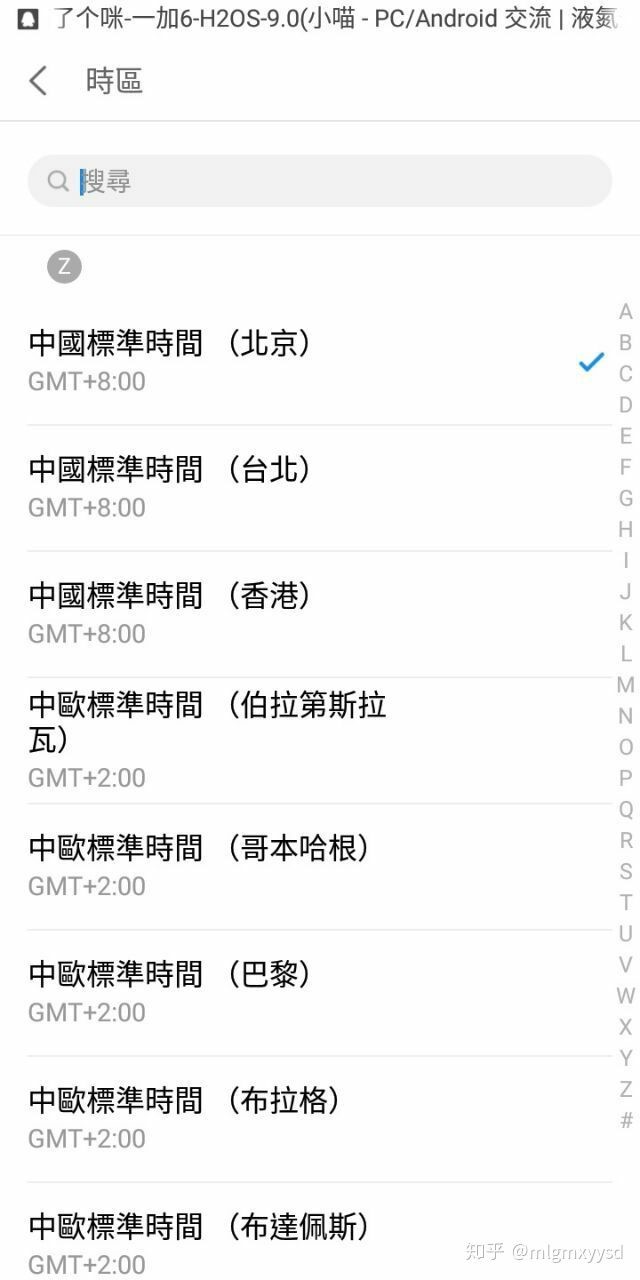 了个咪-一加6-H2OS-9.0(小喵 - PC/Android 交流 | 液氮
時區
搜尋
Z
中國標準時間 （北京）
GMT+8:00
中國標準時間 （台北）
GMT+8:00
中國標準時間 （香港）
GMT+8:00
中歐標準時間 （伯拉第斯拉
瓦）
GMT+2:00
中歐標準時間 （哥本哈根）
GMT+2:00
中歐標準時間 （巴黎）
GMT+2:00
中歐標準時間 （布拉格）
GMT+2:00
中歐標準時間 （布達佩斯）
GMT+2:00
A
B
C
D
E
F
G
H
I
J
K
L
M
N
O
P
Q
R
S
T
U
V
W
X
Y
Z
#
知乎 @mlgmxyysd